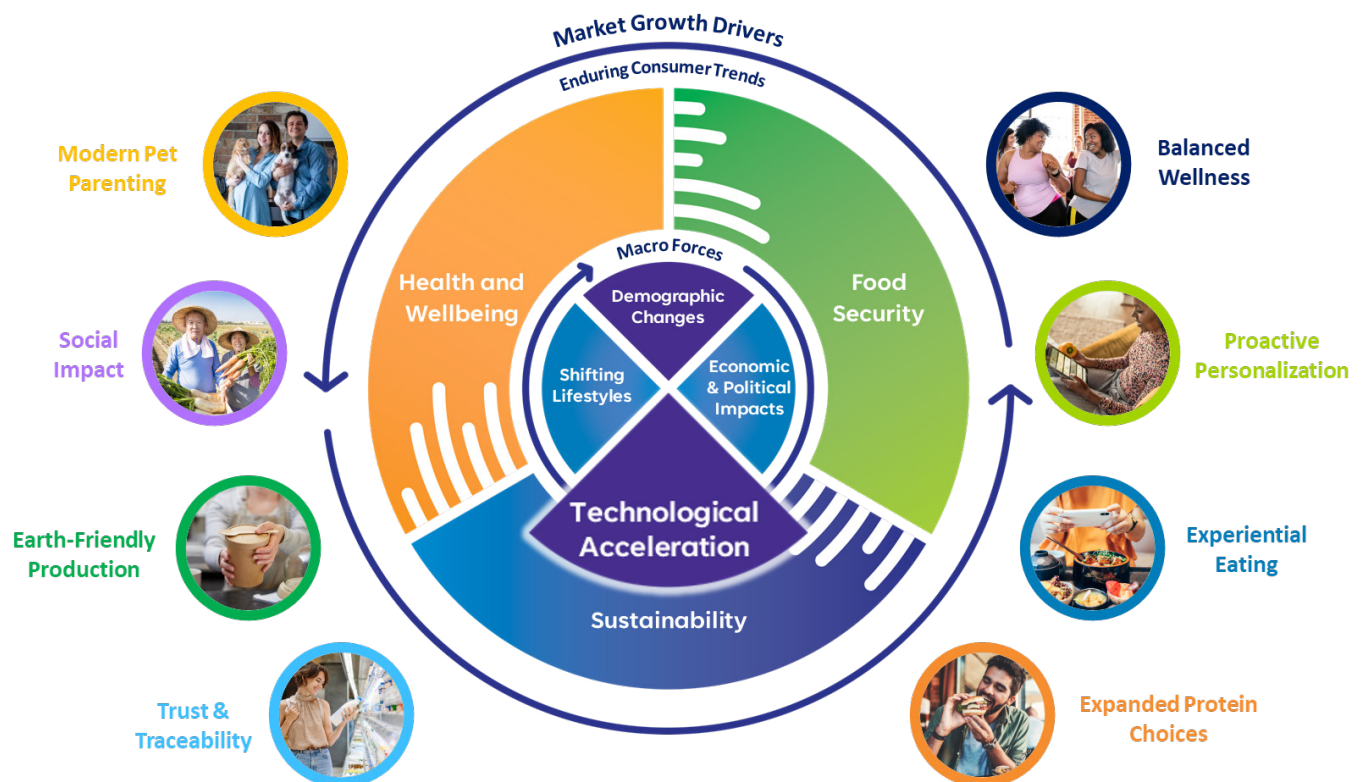 Market Growth Drivers
Enduring Consumer Trends
Modern Pet
Parenting
Balanced
Wellness
Macro Forces
Health and
Wellbeing
Demographic
Changes
Food
Security
Social
Impact
Shifting
Lifestyles
Economic
& Political
Impacts
Proactive
Personalization
Technological
Acceleration
Earth-Friendly
Production
Experiential
Eating
Sustainability
Trust &
Traceability
Expanded Protein
Choices